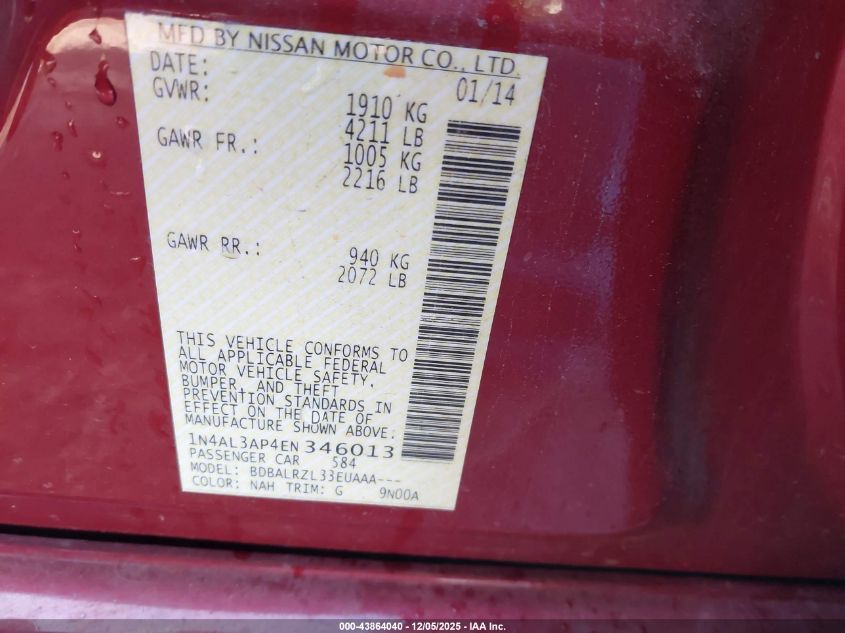 MFD BY NISSAN MOTOR CO., LTD.
DATE: 01/14
GVWR: 1910 KG
4211 LB
GAWR FR.: 1005 KG
2216 LB
GAWR RR.: 940 KG
2072 LB
THIS VEHICLE CONFORMS TO
ALL APPLICABLE FEDERAL
MOTOR VEHICLE SAFETY,
BUMPER, AND THEFT
PREVENTION STANDARDS IN
EFFECT ON THE DATE OF
MANUFACTURE SHOWN ABOVE:
1N4AL3AP4EN346013
PASSENGER CAR 584
MODEL: BDBALRZL33EUAAA---
COLOR: NAH TRIM: G 9N00A
000-43864040 - 12/05/2025 - IAA Inc.